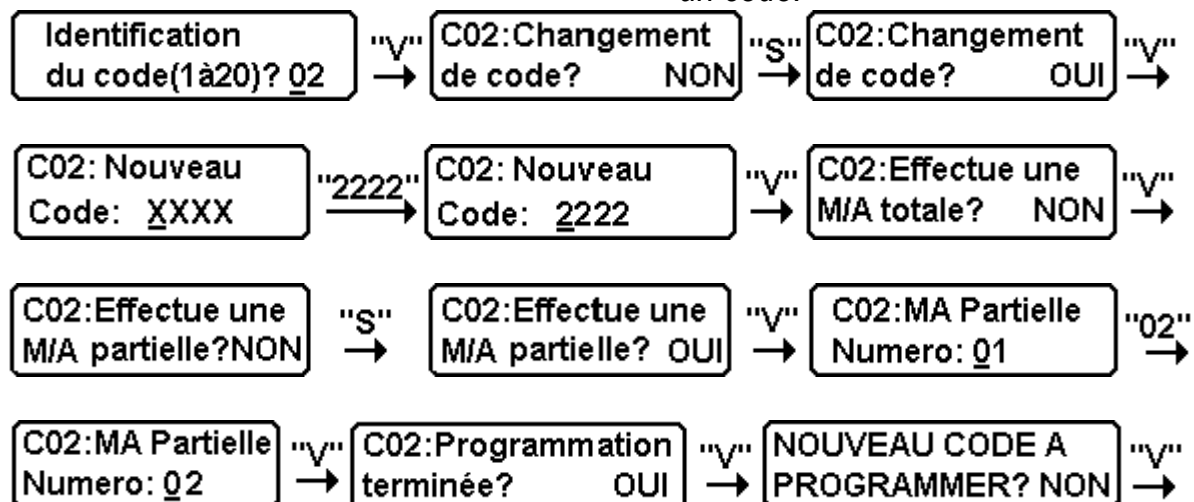 un code.
Identification
du code(1à20)? 02
"V"
C02:Changement
de code? NON
"S"
C02:Changement
de code? OUI
"V"
C02: Nouveau
Code: XXXX
"2222"
C02: Nouveau
Code: 2222
"V"
C02:Effectue une
M/A totale? NON
"V"
C02:Effectue une
M/A partielle?NON
"S"
C02:Effectue une
M/A partielle? OUI
"V"
C02:MA Partielle
Numero: 01
"02"
C02:MA Partielle
Numero: 02
"V"
C02:Programmation
terminée? OUI
"V"
NOUVEAU CODE A
PROGRAMMER? NON
"V"